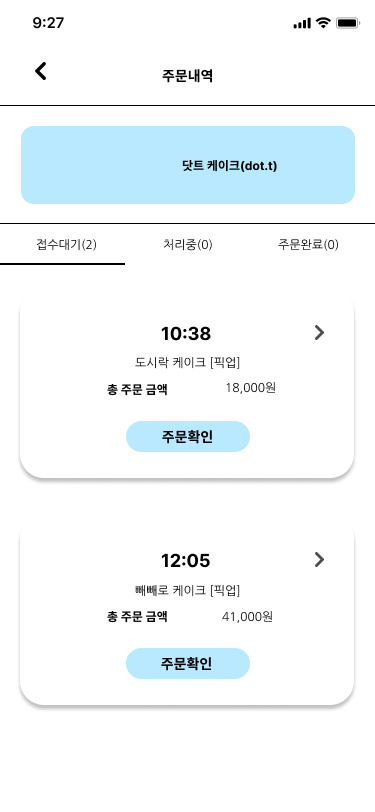 9:27
주문내역
닷트 케이크(dot.t)
접수대기(2) 처리중(0) 주문완료(0)
10:38
도시락 케이크 [픽업]
총 주문 금액 18,000원
주문확인
12:05
빼빼로 케이크 [픽업]
총 주문 금액 41,000원
주문확인